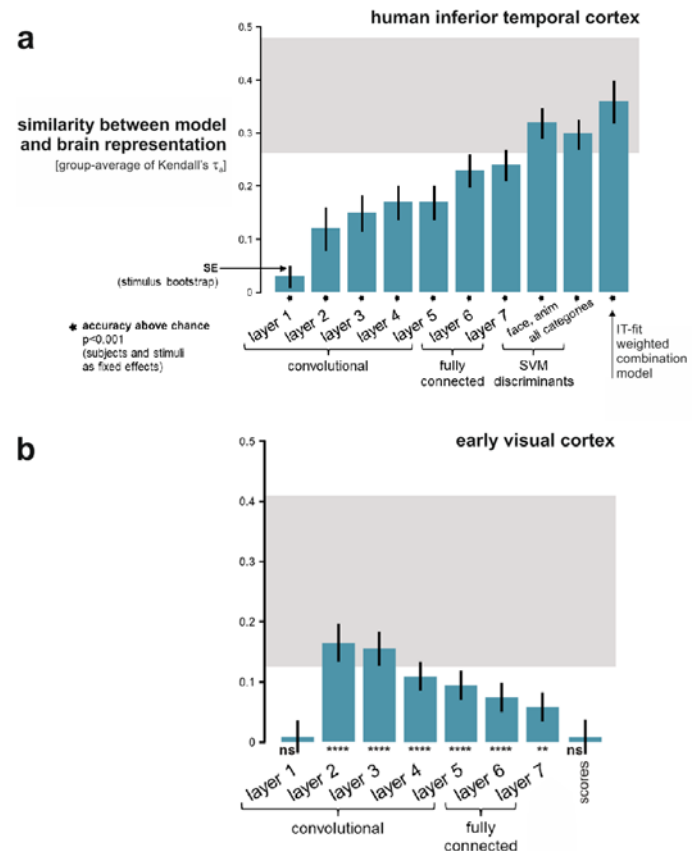 a
human inferior temporal cortex
similarity between model
and brain representation
[group-average of Kendall's τa]
0.5
0.4
0.3
0.2
0.1
0
SE
(stimulus bootstrap)
* accuracy above chance
p<0.001
(subjects and stimuli
as fixed effects)
* * * * * * * * * *
layer 1
layer 2
layer 3
layer 4
layer 5
layer 6
layer 7
face, anim
all categories
convolutional
fully
connected
SVM
discriminants
IT-fit
weighted
combination
model
b
early visual cortex
0.5
0.4
0.3
0.2
0.1
0
ns **** **** **** **** **** ** ns
layer 1
layer 2
layer 3
layer 4
layer 5
layer 6
layer 7
scores
convolutional
fully
connected